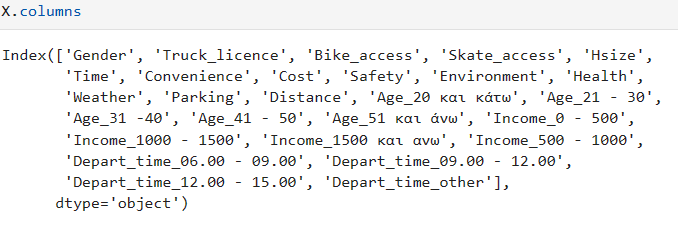 X.columns
Index(['Gender', 'Truck_licence', 'Bike_access', 'Skate_access', 'Hsize',
'Time', 'Convenience', 'Cost', 'Safety', 'Environment', 'Health',
'Weather', 'Parking', 'Distance', 'Age_20 και κάτω', 'Age_21 - 30',
'Age_31 -40', 'Age_41 - 50', 'Age_51 και άνω', 'Income_0 - 500',
'Income_1000 - 1500', 'Income_1500 και ανω', 'Income_500 - 1000',
'Depart_time_06.00 - 09.00', 'Depart_time_09.00 - 12.00',
'Depart_time_12.00 - 15.00', 'Depart_time_other'],
dtype='object')